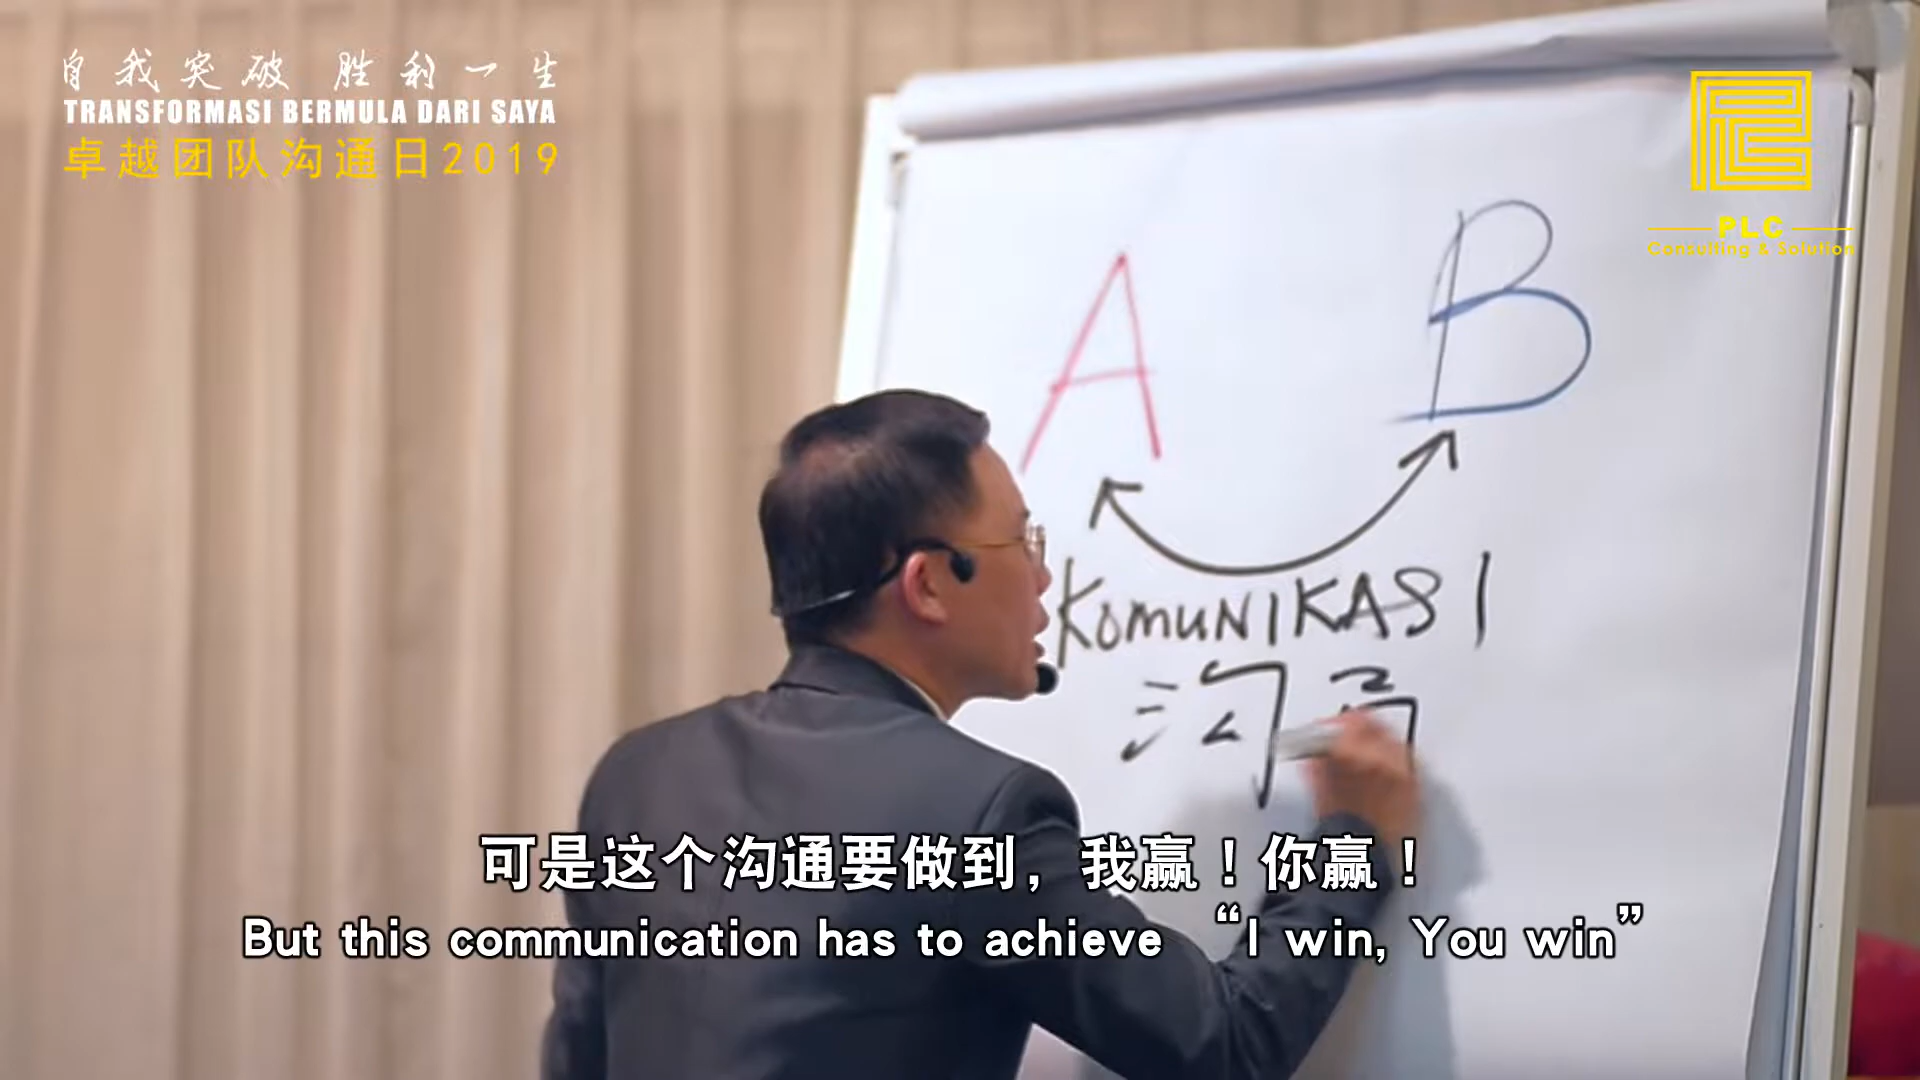 自我突破 胜利一生
TRANSFORMASI BERMULA DARI SAYA
卓越团队沟通日2019
PLC
Consulting & Solution
A
B
KOMUNIKASI
沟
可是这个沟通要做到，我赢！你赢！
But this communication has to achieve “I win, You win”